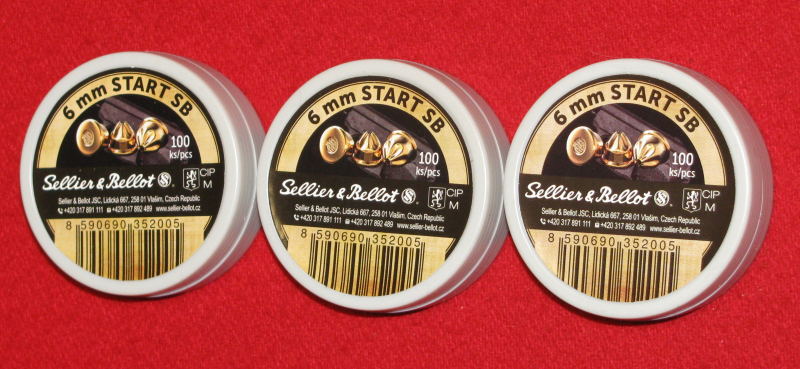 6 mm START SB
100
ks/pcs
Sellier & Bellot S&B ® CIP
M
Sellier & Bellot JSC, Lidická 667, 258 01 Vlašim, Czech Republic
+420 317 891 111 +420 317 892 489 www.sellier-bellot.cz
8 590690 352005
6 mm START SB
100
ks/pcs
Sellier & Bellot CIP
M
Sellier & Bellot JSC, Lidická 667, 258 01 Vlašim, Czech Republic
+420 317 891 111 +420 317 892 489 www.sellier-bellot.cz
8 590690 352005
6 mm START SB
100
ks/pcs
Sellier & Bellot CIP
M
Sellier & Bellot JSC, Lidická 667, 258 01 Vlašim, Czech Republic
+420 317 891 111 +420 317 892 489 www.sellier-bellot.cz
8 590690 352005